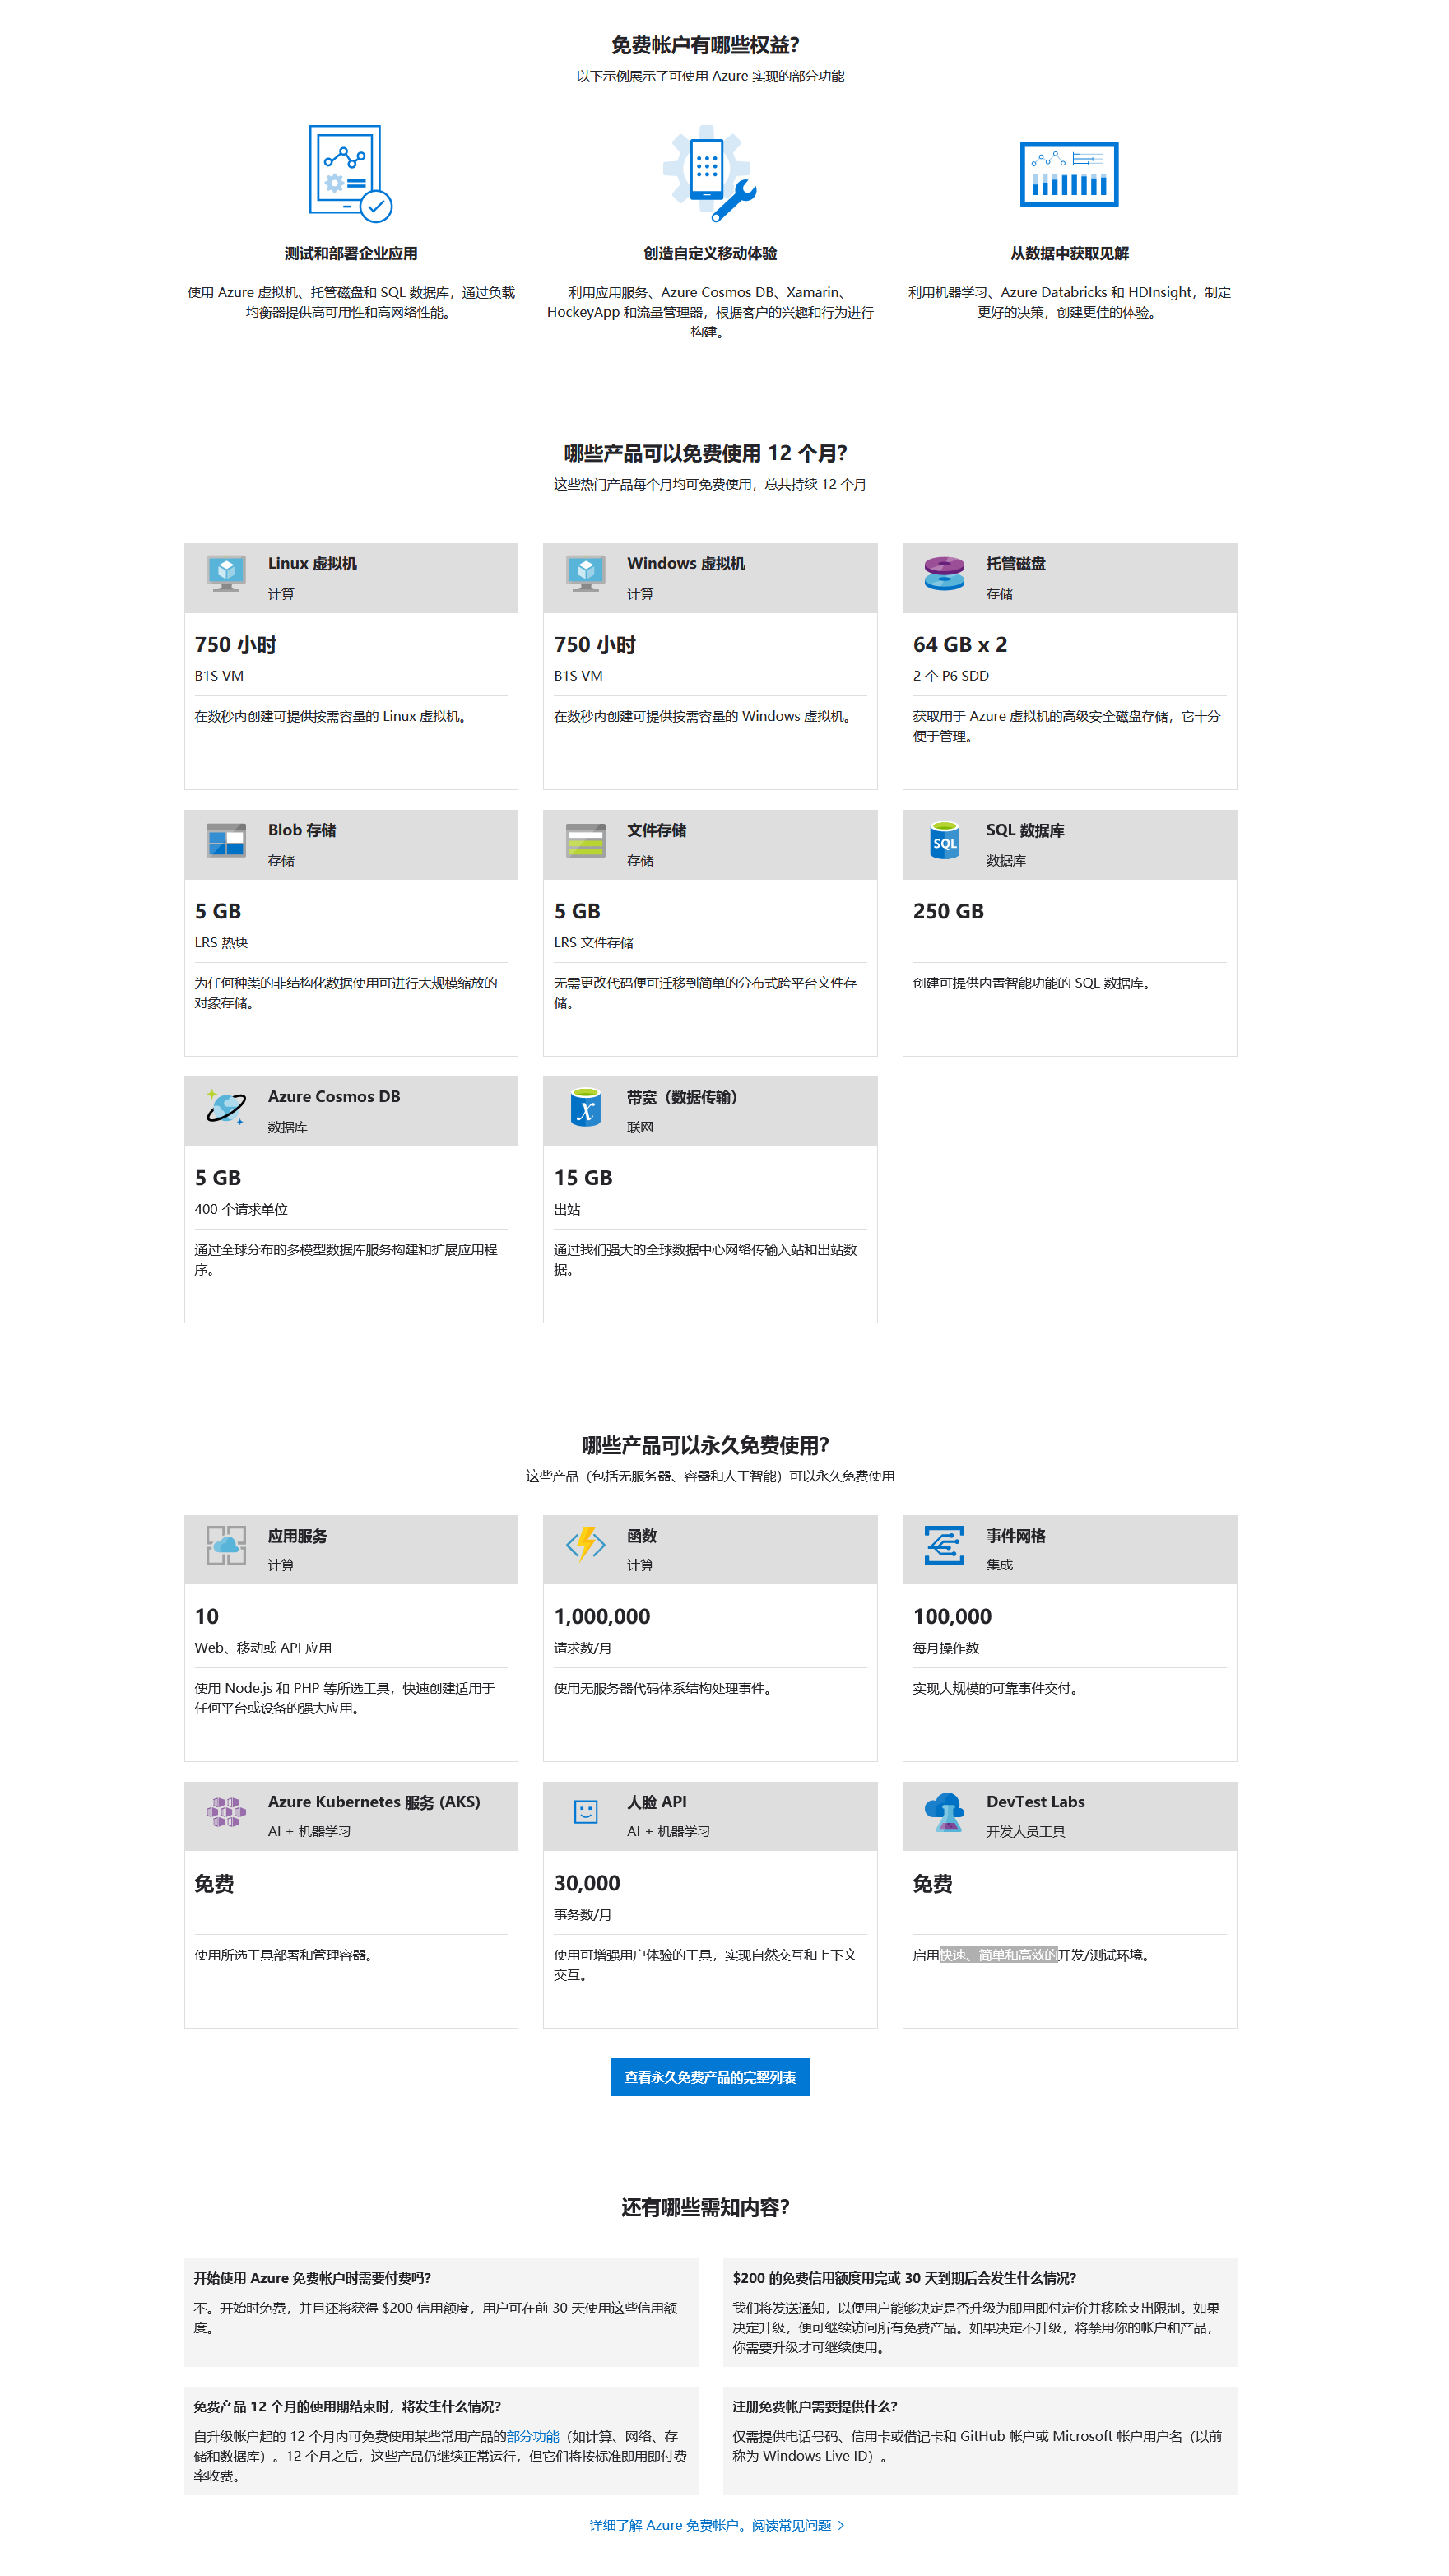 免费帐户有哪些权益?
以下示例展示了可使用 Azure 实现的部分功能
测试和部署企业应用
使用 Azure 虚拟机、托管磁盘和 SQL 数据库，通过负载
均衡器提供高可用性和高网络性能。
创造自定义移动体验
利用应用服务、Azure Cosmos DB、Xamarin、
HockeyApp 和流量管理器，根据客户的兴趣和行为进行
构建。
从数据中获取见解
利用机器学习、Azure Databricks 和 HDInsight，制定
更好的决策，创建更佳的体验。
哪些产品可以免费使用 12 个月?
这些热门产品每个月均可免费使用，总共持续 12 个月
Linux 虚拟机
计算
750 小时
B1S VM
在数秒内创建可提供按需容量的 Linux 虚拟机。
Windows 虚拟机
计算
750 小时
B1S VM
在数秒内创建可提供按需容量的 Windows 虚拟机。
托管磁盘
存储
64 GB x 2
2 个 P6 SDD
获取用于 Azure 虚拟机的高级安全磁盘存储，它十分
便于管理。
Blob 存储
存储
5 GB
LRS 热块
为任何种类的非结构化数据使用可进行大规模缩放的
对象存储。
文件存储
存储
5 GB
LRS 文件存储
无需更改代码便可迁移到简单的分布式跨平台文件存
储。
SQL
SQL 数据库
数据库
250 GB
创建可提供内置智能功能的 SQL 数据库。
Azure Cosmos DB
数据库
5 GB
400 个请求单位
通过全球分布的多模型数据库服务构建和扩展应用程
序。
x
带宽（数据传输）
联网
15 GB
出站
通过我们强大的全球数据中心网络传输入站和出站数
据。
哪些产品可以永久免费使用?
这些产品（包括无服务器、容器和人工智能）可以永久免费使用
应用服务
计算
10
Web、移动或 API 应用
使用 Node.js 和 PHP 等所选工具，快速创建适用于
任何平台或设备的强大应用。
函数
计算
1,000,000
请求数/月
使用无服务器代码体系结构处理事件。
事件网格
集成
100,000
每月操作数
实现大规模的可靠事件交付。
Azure Kubernetes 服务 (AKS)
AI + 机器学习
免费
使用所选工具部署和管理容器。
人脸 API
AI + 机器学习
30,000
事务数/月
使用可增强用户体验的工具，实现自然交互和上下文
交互。
DevTest Labs
开发人员工具
免费
启用快速、简单和高效的开发/测试环境。
查看永久免费产品的完整列表
还有哪些需知内容?
开始使用 Azure 免费帐户时需要付费吗?
不。开始时免费，并且还将获得 $200 信用额度，用户可在前 30 天使用这些信用额
度。
$200 的免费信用额度用完或 30 天到期后会发生什么情况?
我们将发送通知，以便用户能够决定是否升级为即用即付定价并移除支出限制。如果
决定升级，便可继续访问所有免费产品。如果决定不升级，将禁用你的帐户和产品，
你需要升级才可继续使用。
免费产品 12 个月的使用期结束时，将发生什么情况?
自升级帐户起的 12 个月内可免费使用某些常用产品的部分功能（如计算、网络、存
储和数据库）。12 个月之后，这些产品仍继续正常运行，但它们将按标准即用即付费
率收费。
注册免费帐户需要提供什么?
仅需提供电话号码、信用卡或借记卡和 GitHub 帐户或 Microsoft 帐户用户名（以前
称为 Windows Live ID）。
详细了解 Azure 免费帐户。阅读常见问题 >